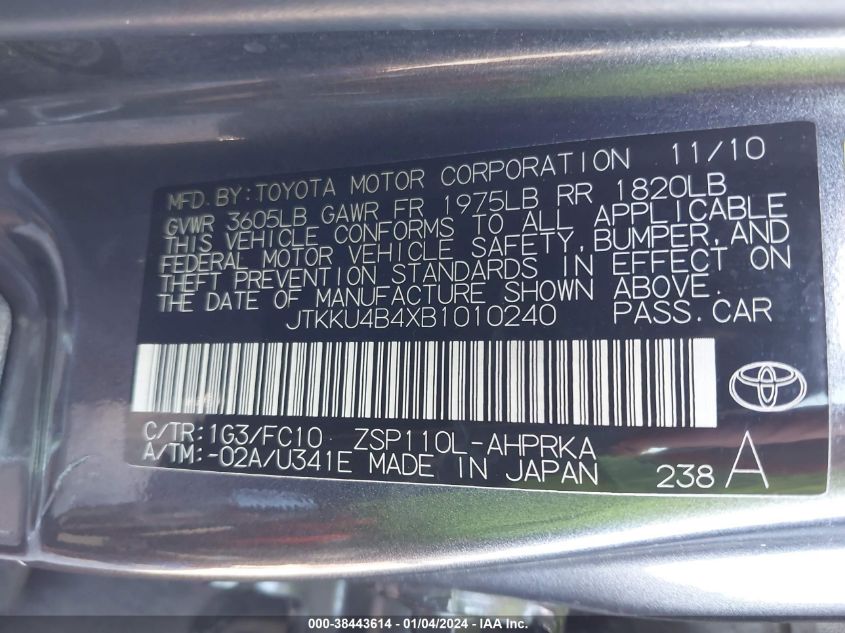 MFD. BY: TOYOTA MOTOR CORPORATION 11/10
GVWR 3605LB GAWR FR 1975LB RR 1820LB
THIS VEHICLE CONFORMS TO ALL APPLICABLE
FEDERAL MOTOR VEHICLE SAFETY, BUMPER, AND
THEFT PREVENTION STANDARDS IN EFFECT ON
THE DATE OF MANUFACTURE SHOWN ABOVE.
JTKKU4B4XB1010240 PASS. CAR
C/TR: 1G3/FC10 ZSP110L-AHPRKA
A/TM: -02A/U341E MADE IN JAPAN 238 A
000-38443614 - 01/04/2024 - IAA Inc.